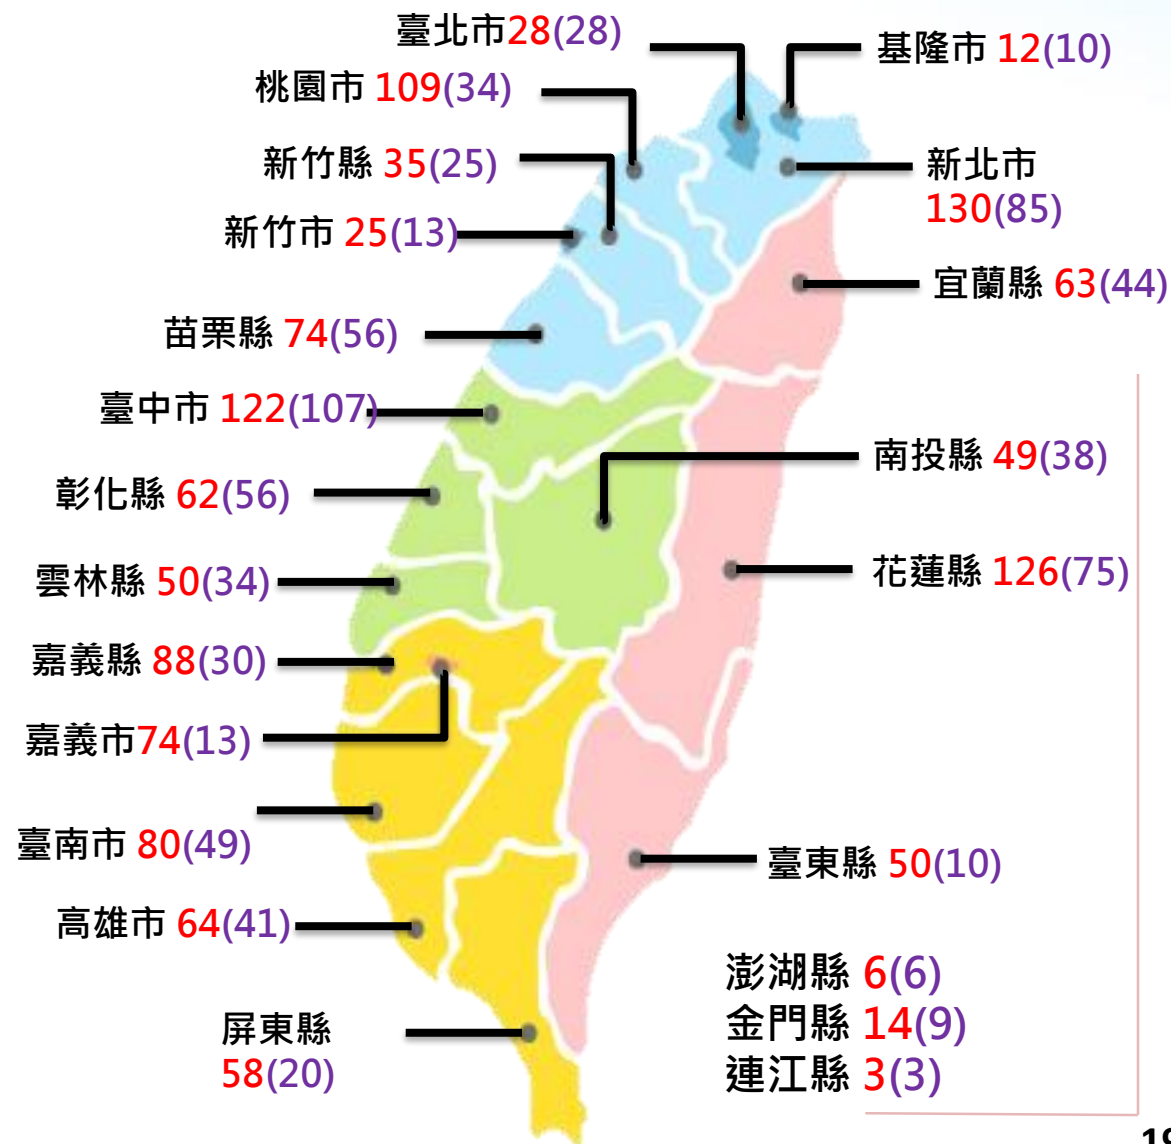 臺北市28(28)
基隆市 12(10)
桃園市 109(34)
新竹縣 35(25)
新北市
130(85)
新竹市 25(13)
宜蘭縣 63(44)
苗栗縣 74(56)
臺中市 122(107)
南投縣 49(38)
彰化縣 62(56)
花蓮縣 126(75)
雲林縣 50(34)
嘉義縣 88(30)
嘉義市74(13)
臺南市 80(49)
臺東縣 50(10)
高雄市 64(41)
澎湖縣 6(6)
金門縣 14(9)
連江縣 3(3)
屏東縣
58(20)
19